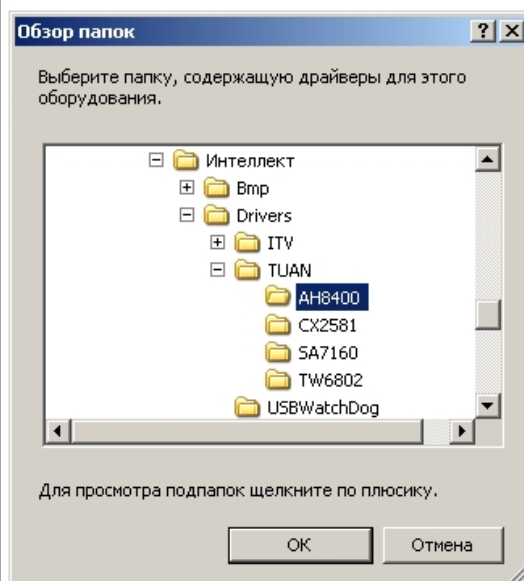 Обзор папок
Выберите папку, содержащую драйверы для этого
оборудования.
Интеллект
Bmp
Drivers
ITV
TUAN
AH8400
CX2581
SA7160
TW6802
USBWatchDog
Для просмотра подпапок щелкните по плюсику.
OK
Отмена